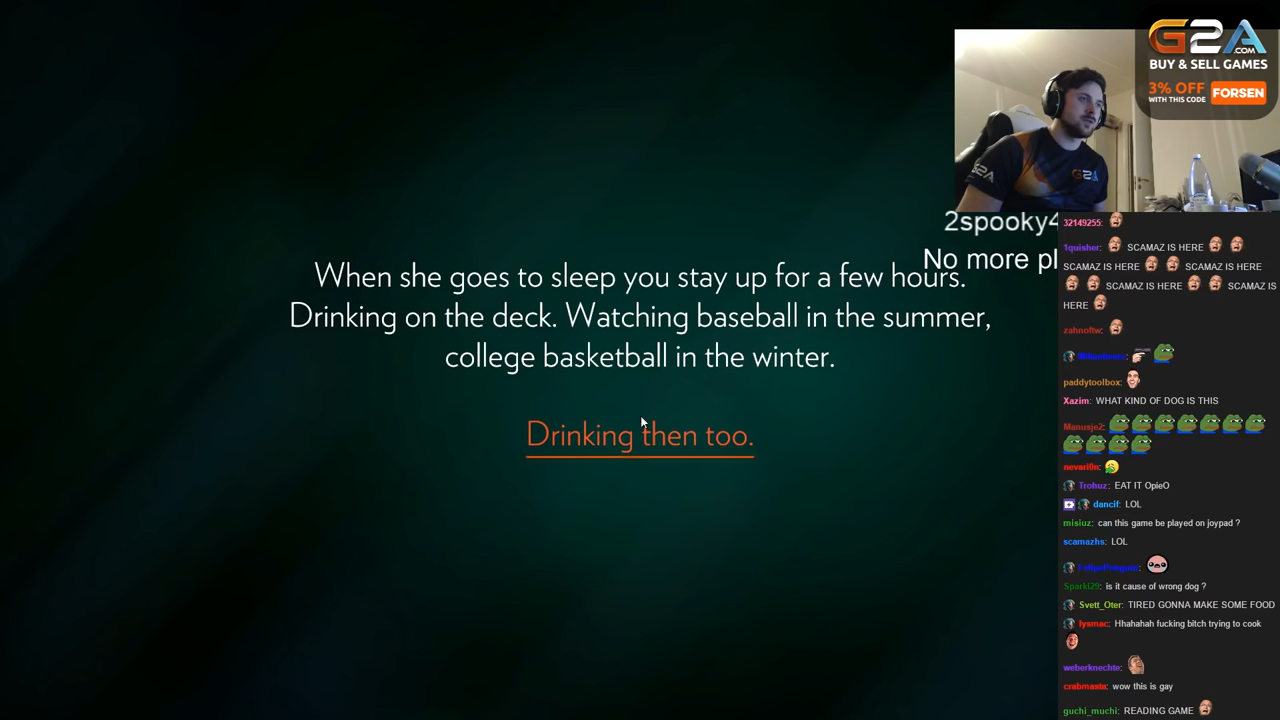 G2A
.COM
BUY & SELL GAMES
3% OFF
WITH THIS CODE
FORSEN
G2A
2spooky4
No more pl
When she goes to sleep you stay up for a few hours.
Drinking on the deck. Watching baseball in the summer,
college basketball in the winter.
Drinking then too.
32149255:
1quisher: SCAMAZ IS HERE
SCAMAZ IS HERE SCAMAZ IS HERE
SCAMAZ IS HERE SCAMAZ IS
HERE
zahnoftw:
paddytoolbox:
Xazim: WHAT KIND OF DOG IS THIS
Manusje2:
nevari0n:
Trohuz: EAT IT OpieO
dancif: LOL
misiuz: can this game be played on joypad ?
scamazhs: LOL
Sparki29: is it cause of wrong dog ?
Svett_Oter: TIRED GONNA MAKE SOME FOOD
lysmac: Hhahahah fucking bitch trying to cook
weberknechte:
crabmasta: wow this is gay
guchi_muchi: READING GAME